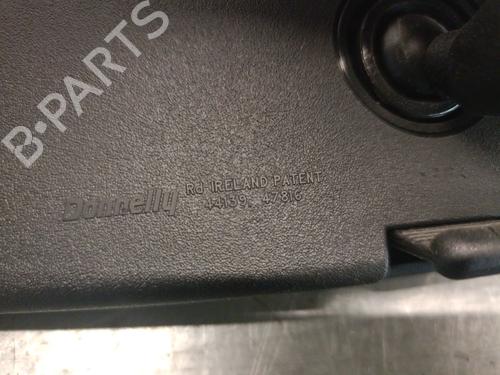 B-PARTS
Donnelly
Rd IRELAND PATENT
44139, 47816